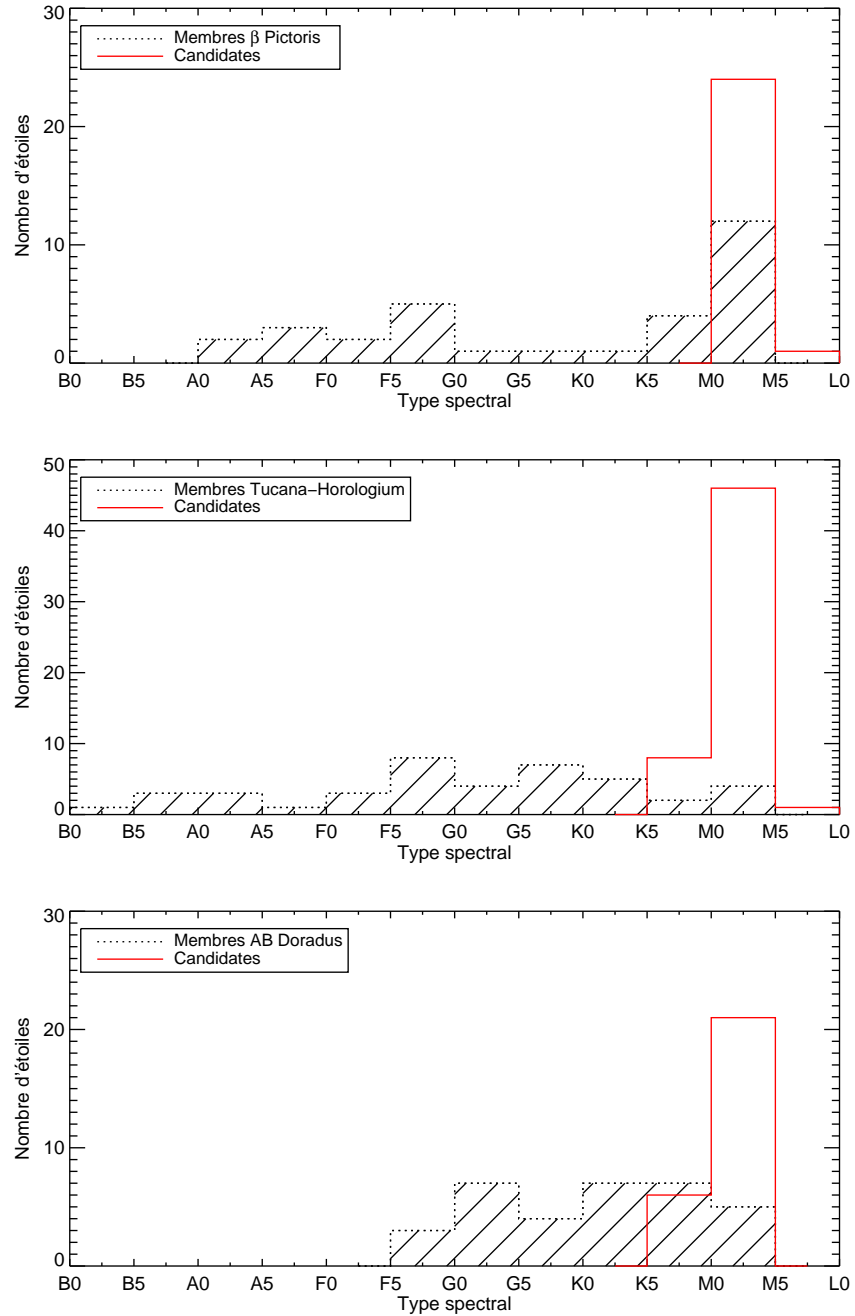 30
Membres β Pictoris
Candidates
20
10
0
Nombre d'étoiles
B0 B5 A0 A5 F0 F5 G0 G5 K0 K5 M0 M5 L0
Type spectral
50
Membres Tucana-Horologium
Candidates
40
30
20
10
0
Nombre d'étoiles
B0 B5 A0 A5 F0 F5 G0 G5 K0 K5 M0 M5 L0
Type spectral
30
Membres AB Doradus
Candidates
20
10
0
Nombre d'étoiles
B0 B5 A0 A5 F0 F5 G0 G5 K0 K5 M0 M5 L0
Type spectral